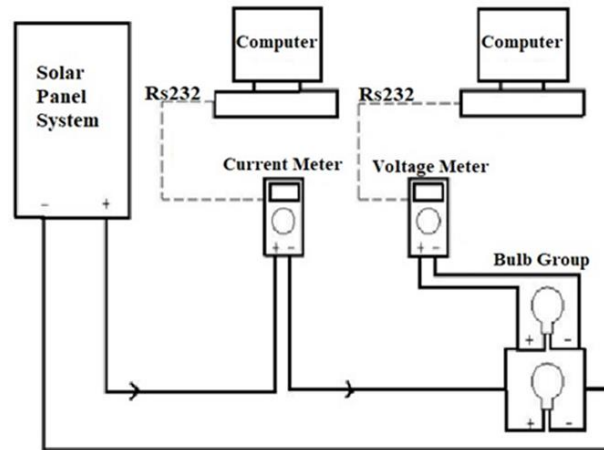 Computer
Computer
Solar
Panel
System
Rs232
Rs232
Current Meter
Voltage Meter
- +
+ -
+ -
Bulb Group
+ -
+ -